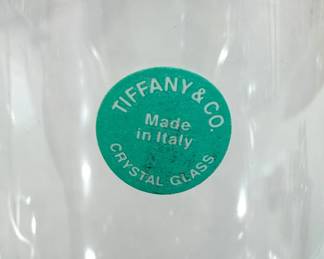 TIFFANY & CO.
Made
in Italy
CRYSTAL GLASS